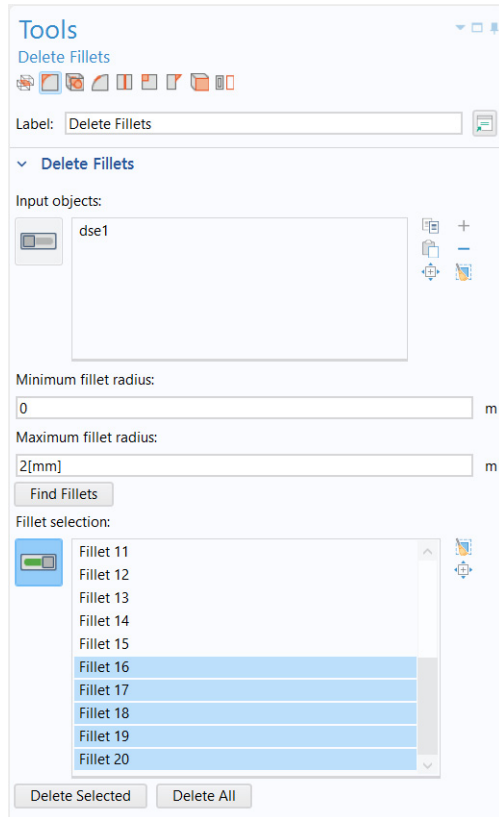 Tools
Delete Fillets
Label: Delete Fillets
Delete Fillets
Input objects:
dse1
Minimum fillet radius:
0 m
Maximum fillet radius:
2[mm] m
Find Fillets
Fillet selection:
Fillet 11
Fillet 12
Fillet 13
Fillet 14
Fillet 15
Fillet 16
Fillet 17
Fillet 18
Fillet 19
Fillet 20
Delete Selected Delete All